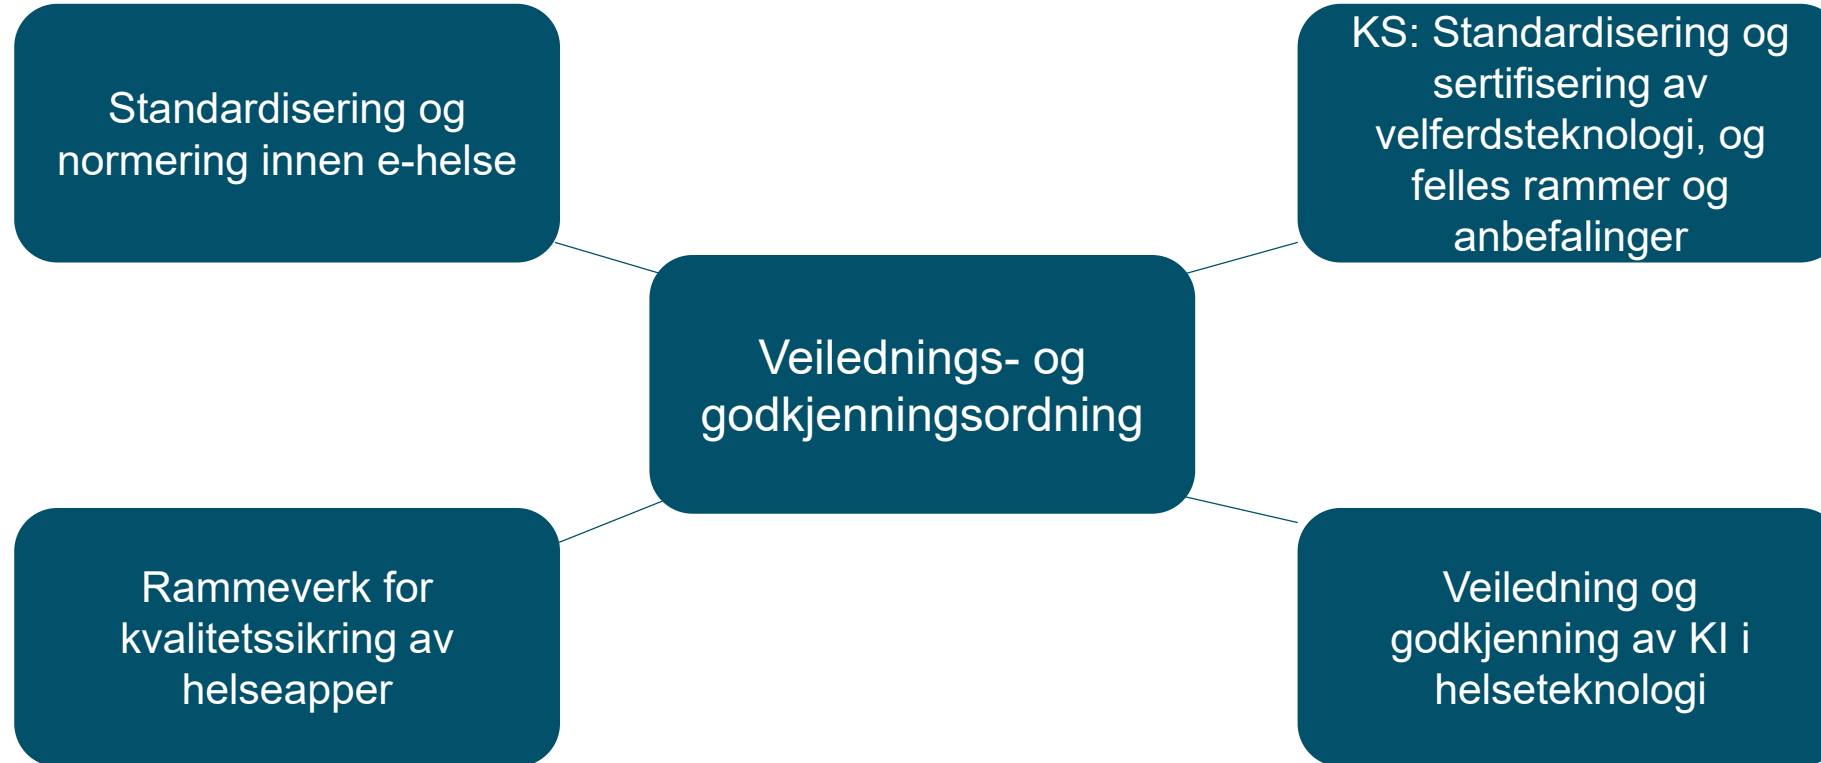 Standardisering og
normering innen e-helse
KS: Standardisering og
sertifisering av
velferdsteknologi, og
felles rammer og
anbefalinger
Veilednings- og
godkjenningsordning
Rammeverk for
kvalitetssikring av
helseapper
Veiledning og
godkjenning av KI i
helseteknologi